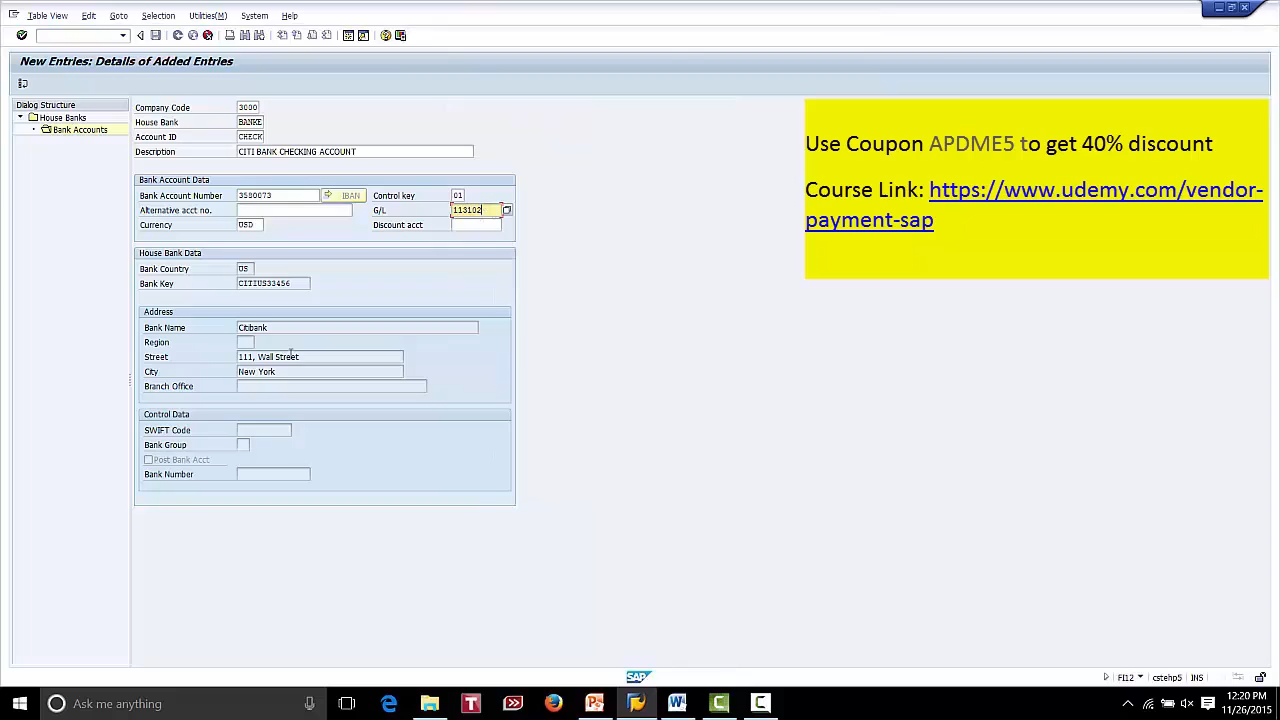 Table View Edit Goto Selection Utilities(M) System Help
New Entries: Details of Added Entries
Dialog Structure
House Banks
Bank Accounts
Company Code 3000
House Bank BANKE
Account ID CHECK
Description CITI BANK CHECKING ACCOUNT
Bank Account Data
Bank Account Number 3580073 IBAN Control key 01
Alternative acct no. G/L 113102
Currency USD Discount acct
House Bank Data
Bank Country US
Bank Key CITIUS33456
Address
Bank Name Citibank
Region
Street 111, Wall Street
City New York
Branch Office
Control Data
SWIFT Code
Bank Group
Post Bank Acct
Bank Number
Use Coupon APDME5 to get 40% discount
Course Link: https://www.udemy.com/vendor-
payment-sap
SAP
FI12 cstehp5 INS
Ask me anything
12:20 PM
11/26/2015